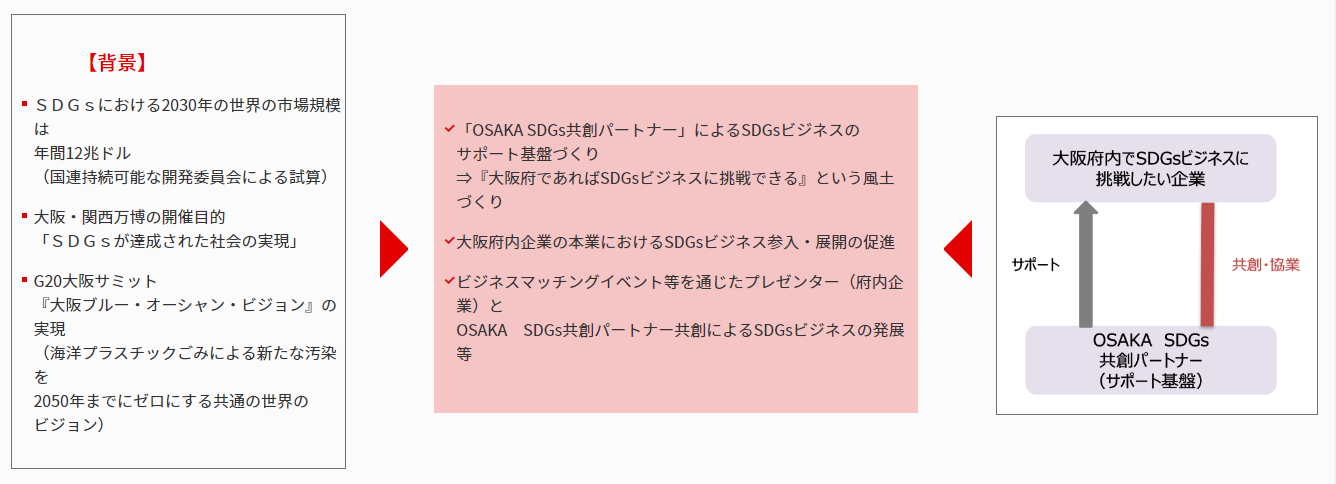 【背景】
ＳＤＧｓにおける2030年の世界の市場規模
は
年間12兆ドル
（国連持続可能な開発委員会による試算）
大阪・関西万博の開催目的
「ＳＤＧｓが達成された社会の実現」
G20大阪サミット
『大阪ブルー・オーシャン・ビジョン』の
実現
（海洋プラスチックごみによる新たな汚染
を
2050年までにゼロにする共通の世界の
ビジョン）
「OSAKA SDGs共創パートナー」によるSDGsビジネスの
サポート基盤づくり
⇒『大阪府であればSDGsビジネスに挑戦できる』という風土
づくり
大阪府内企業の本業におけるSDGsビジネス参入・展開の促進
ビジネスマッチングイベント等を通じたプレゼンター（府内企
業）と
OSAKA　SDGs共創パートナー共創によるSDGsビジネスの発展
等
大阪府内でSDGsビジネスに
挑戦したい企業
サポート
共創・協業
OSAKA　SDGs
共創パートナー
（サポート基盤）